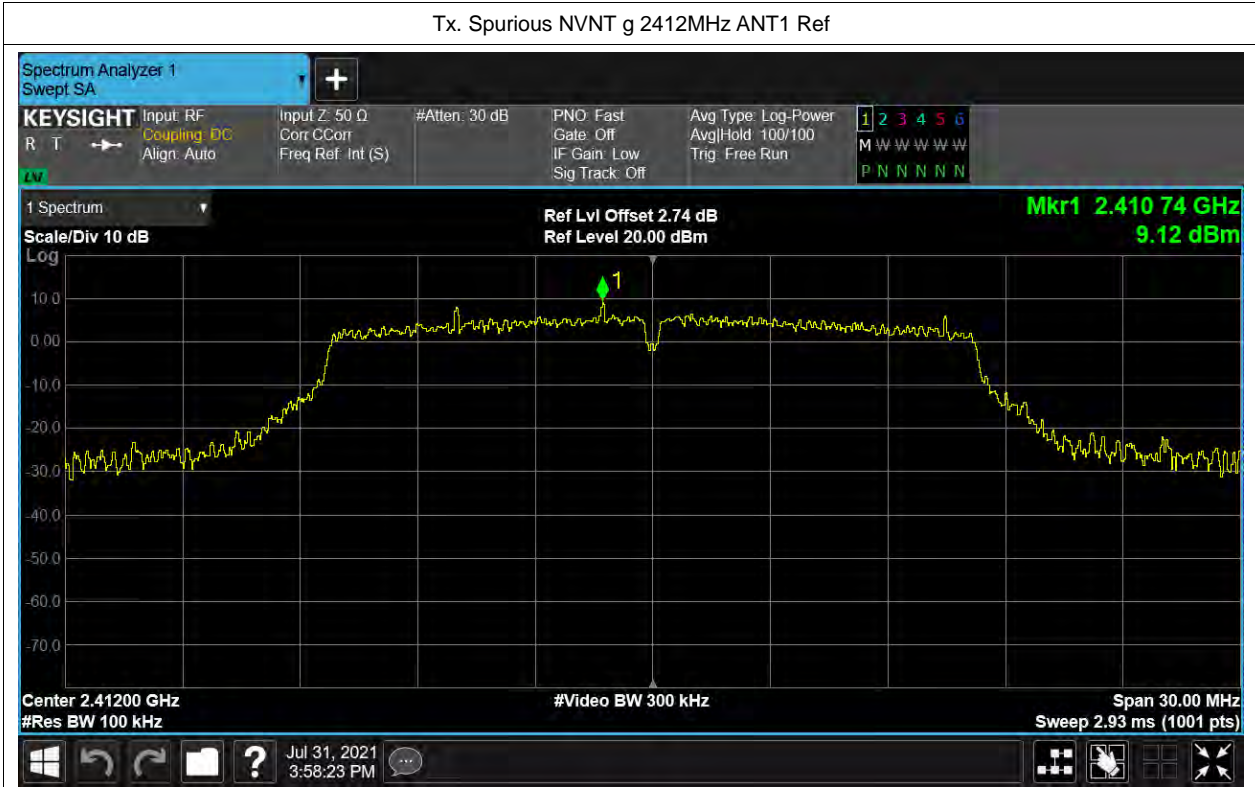 Tx. Spurious NVNT g 2412MHz ANT1 Ref
Spectrum Analyzer 1
Swept SA
KEYSIGHT
R T
Input: RF
Coupling: DC
Align: Auto
Input Z: 50 Ω
Corr CCorr
Freq Ref: Int (S)
#Atten: 30 dB
PNO: Fast
Gate: Off
IF Gain: Low
Sig Track: Off
Avg Type: Log-Power
Avg|Hold: 100/100
Trig: Free Run
1 2 3 4 5 6
M W W W W W
P N N N N N
1 Spectrum
Scale/Div 10 dB
Log
Ref Lvl Offset 2.74 dB
Ref Level 20.00 dBm
Mkr1 2.410 74 GHz
9.12 dBm
1
10.0
0.00
-10.0
-20.0
-30.0
-40.0
-50.0
-60.0
-70.0
Center 2.41200 GHz
#Res BW 100 kHz
#Video BW 300 kHz
Span 30.00 MHz
Sweep 2.93 ms (1001 pts)
?
Jul 31, 2021
3:58:23 PM